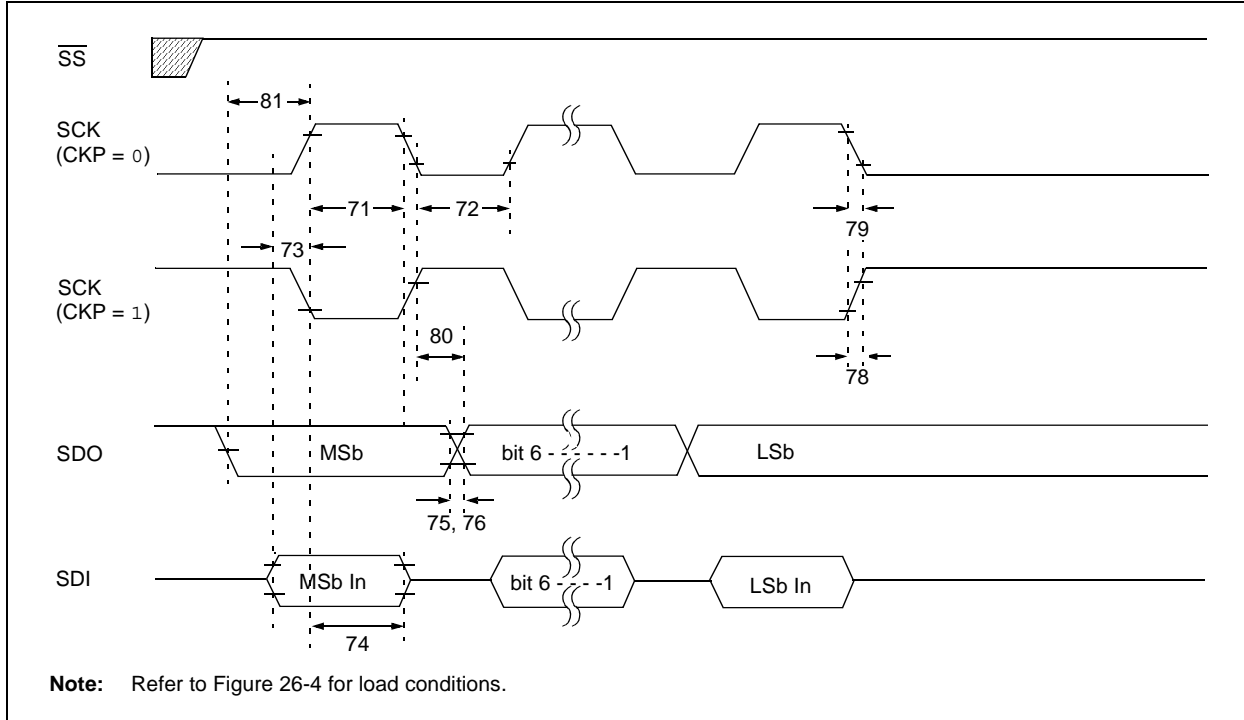 SS
81
SCK
(CKP = 0)
71
72
79
73
SCK
(CKP = 1)
80
78
SDO
MSb
bit 6 - - - - - -1
LSb
75, 76
SDI
MSb In
bit 6 - - - - -1
LSb In
74
Note: Refer to Figure 26-4 for load conditions.